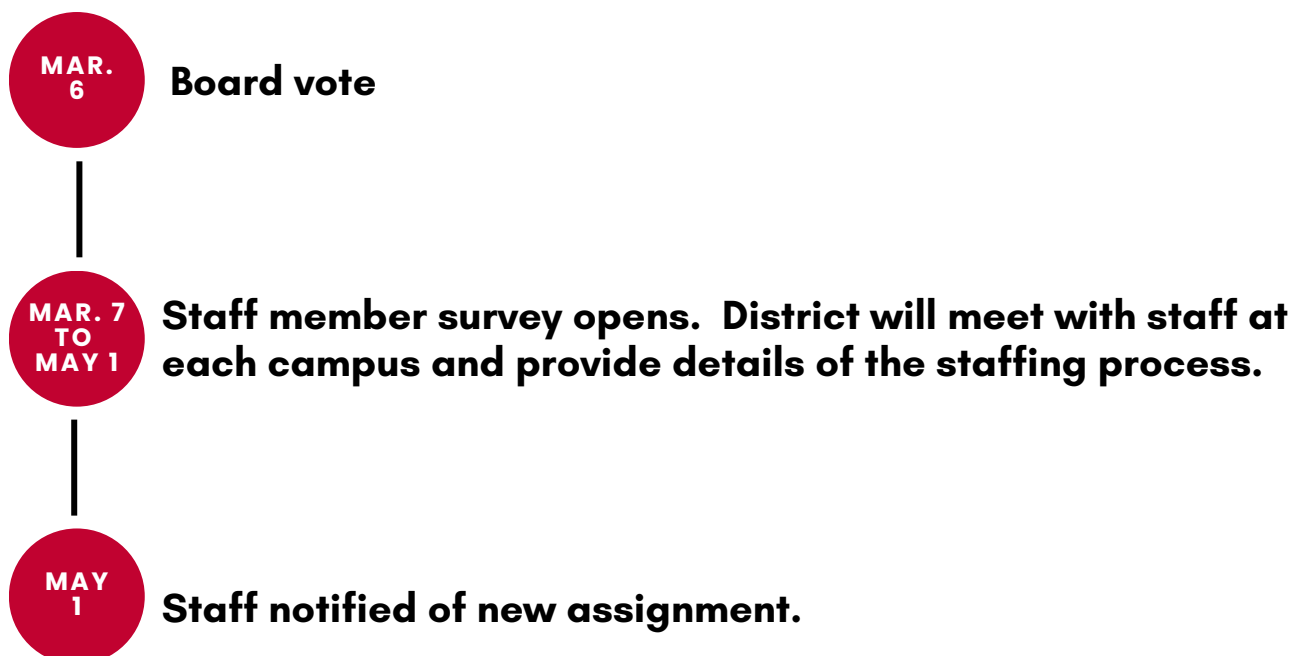 MAR.
6
Board vote
MAR. 7
TO
MAY 1
Staff member survey opens.  District will meet with staff at
each campus and provide details of the staffing process.
MAY
1
Staff notified of new assignment.